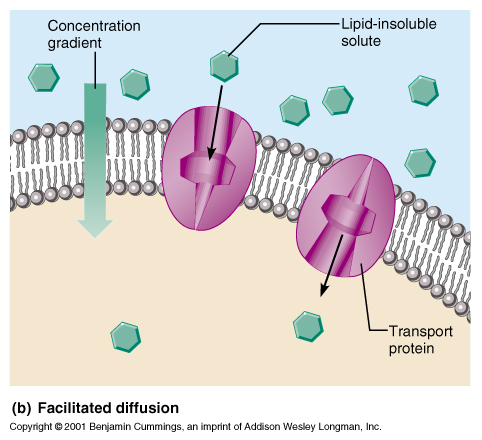 Concentration
gradient
Lipid-insoluble
solute
Transport
protein
(b) Facilitated diffusion
Copyright © 2001 Benjamin Cummings, an imprint of Addison Wesley Longman, Inc.